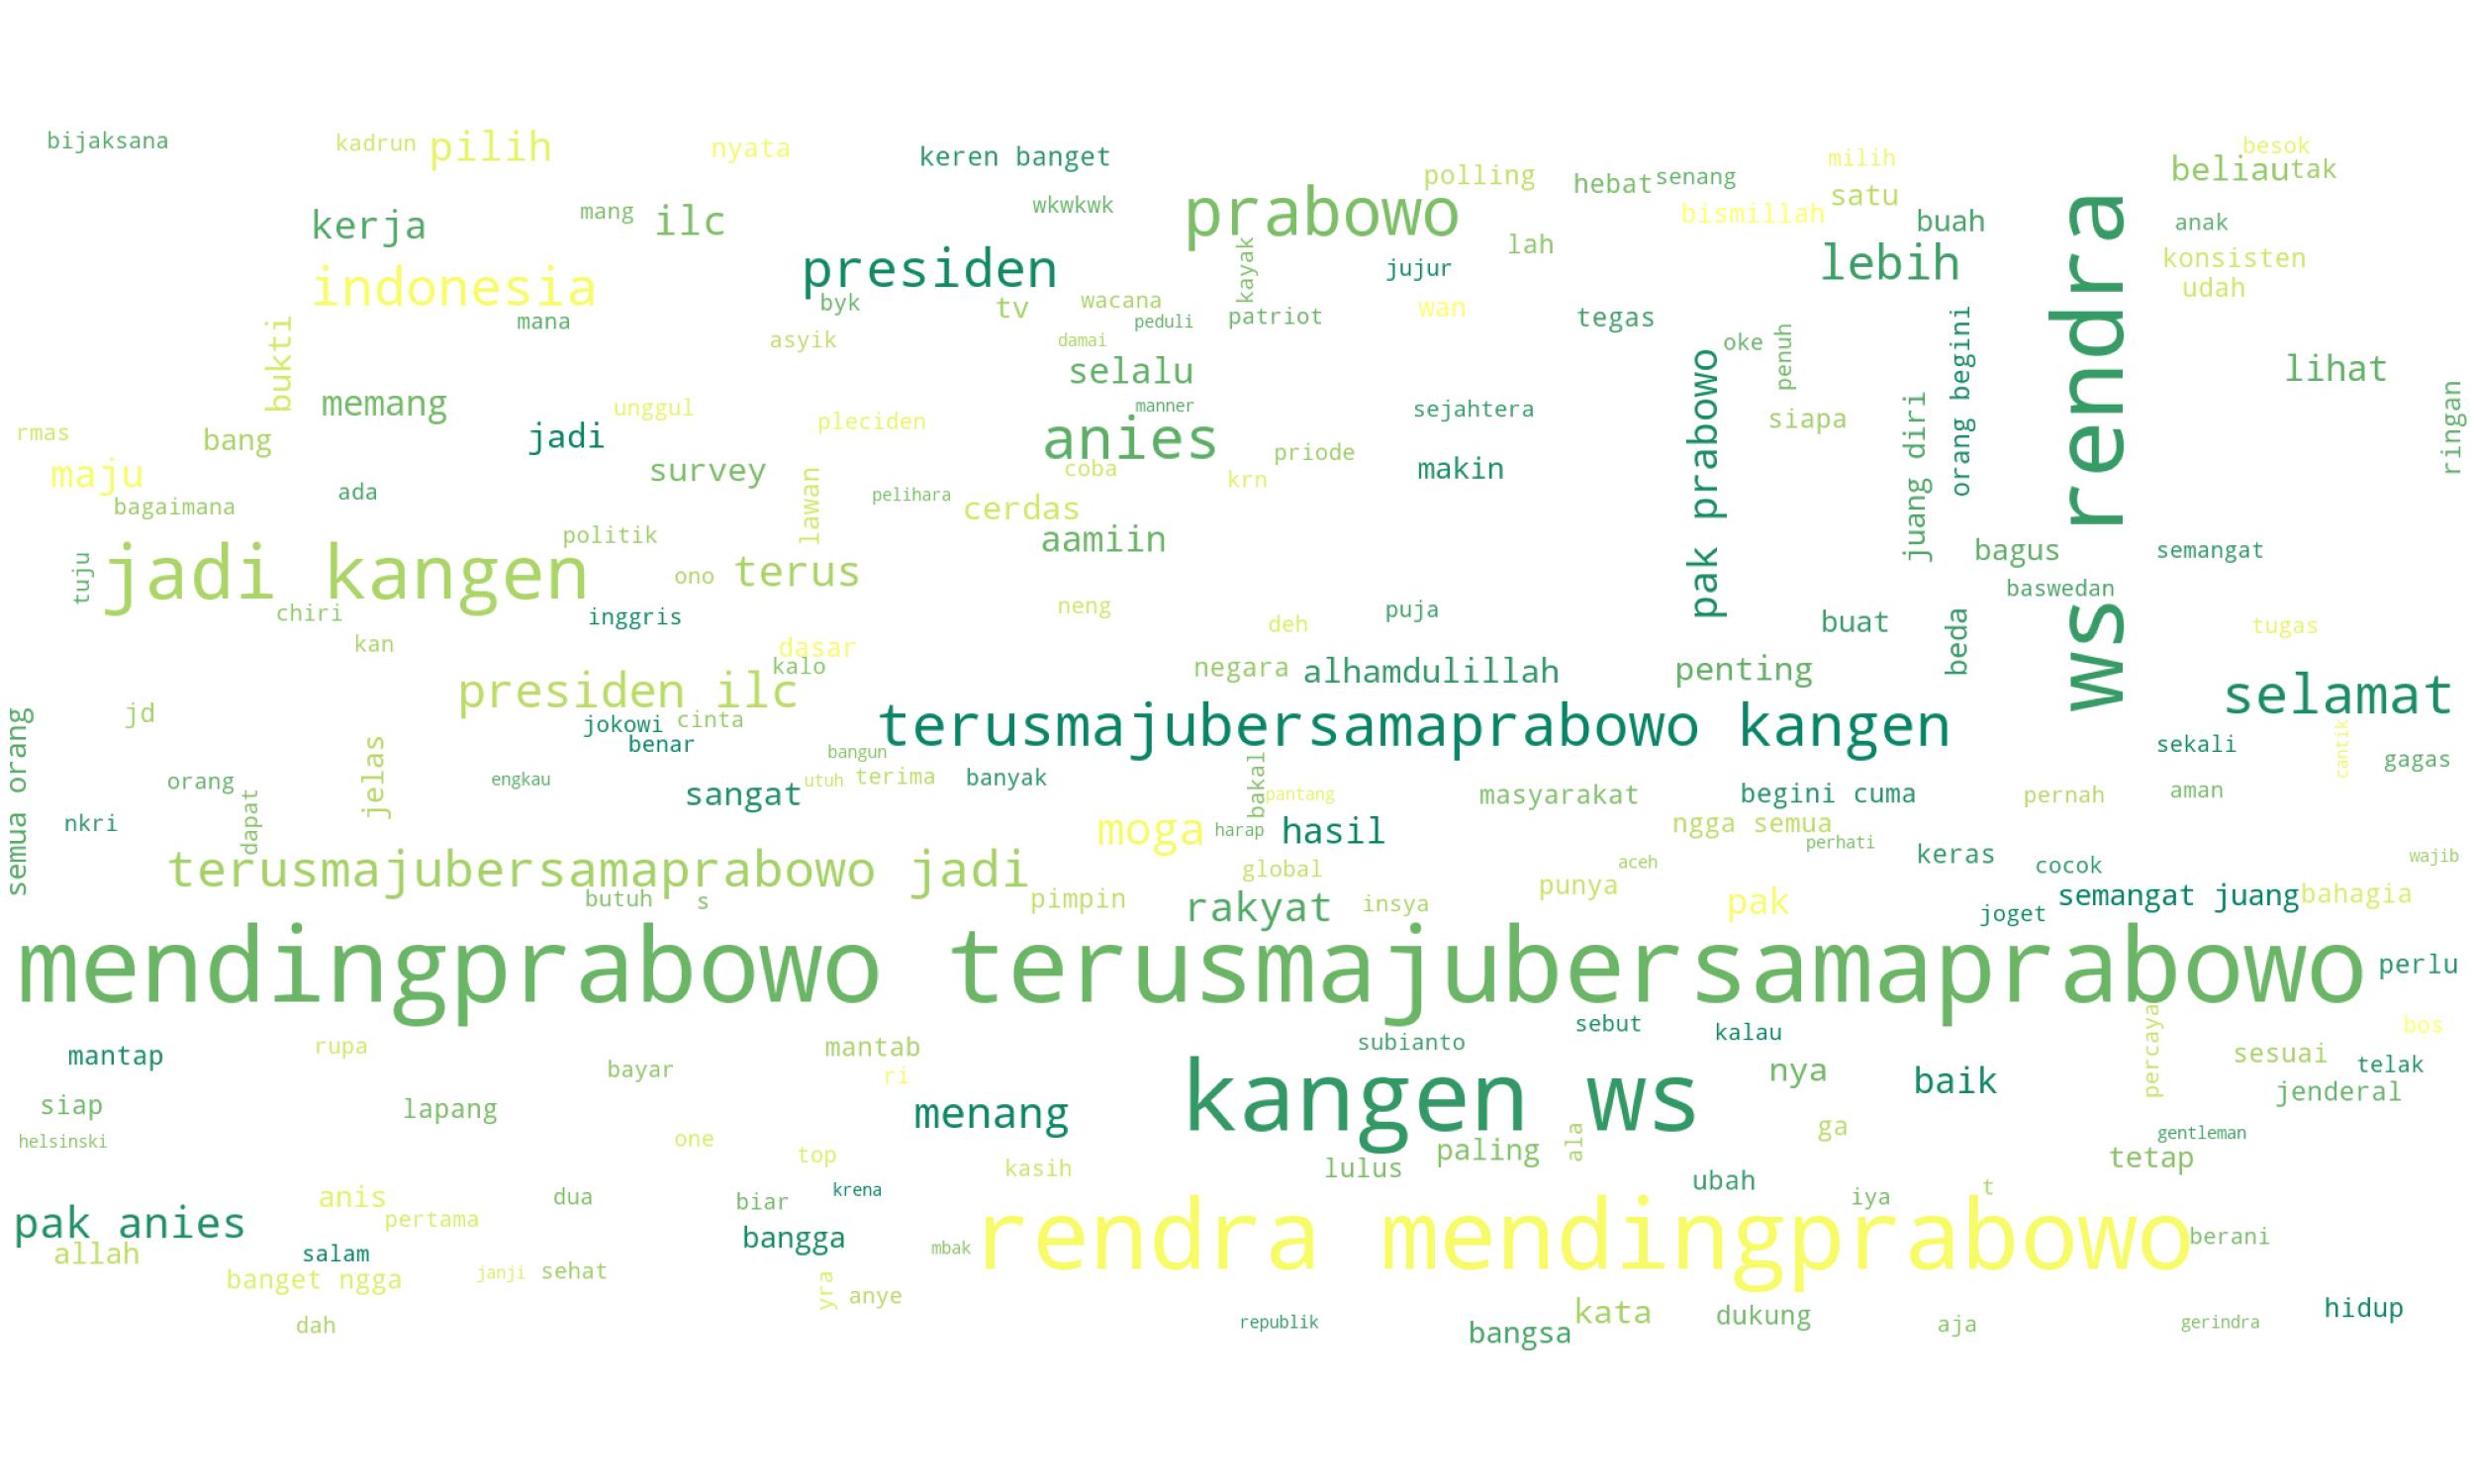 bijaksana
kadrun
pilih
nyata
keren banget
milih
besok
polling
hebat
senang
satu
beliau
tak
kerja
mang
ilc
wkwkwk
prabowo
bismillah
buah
anak
lah
presiden
kayak
jujur
lebih
konsisten
indonesia
udah
byk
tv
wacana
wan
mana
peduli
patriot
tegas
bukti
asyik
damai
oke
penuh
orang begini
ws rendra
selalu
lihat
memang
unggul
pleciden
manner
sejahtera
pak prabowo
siapa
juang diri
ringan
rmas
bang
jadi
anies
maju
survey
coba
priode
makin
ada
lawan
pelihara
krn
bagaimana
cerdas
politik
aamiin
bagus
semangat
tuju
jadi kangen
ono
terus
baswedan
chiri
inggris
neng
puja
kan
dasar
deh
buat
beda
tugas
kalo
negara
alhamdulillah
penting
presiden ilc
selamat
jd
jokowi
cinta
terusmajubersamaprabowo kangen
benar
bangun
sekali
cantik
gagas
semua orang
orang
jelas
engkau
utuh
terima
banyak
bakal
sangat
pantang
masyarakat
begini cuma
pernah
aman
nkri
dapat
moga
harap
hasil
ngga semua
perhati
keras
cocok
wajib
terusmajubersamaprabowo jadi
global
aceh
butuh
s
pimpin
rakyat
insya
punya
pak
joget
semangat juang
bahagia
mendingprabowo terusmajubersamaprabowo
perlu
mantap
rupa
mantab
subianto
sebut
kalau
percaya
bos
bayar
ri
nya
baik
sesuai
telak
siap
lapang
menang
kangen ws
jenderal
helsinski
one
top
kasih
lulus
paling
ala
ga
gentleman
tetap
anis
dua
biar
krena
ubah
iya
t
pak anies
pertama
bangga
mbak
rendra mendingprabowo
berani
allah
salam
banget ngga
janji
sehat
yra
anye
dah
republik
bangsa
kata
dukung
aja
gerindra
hidup